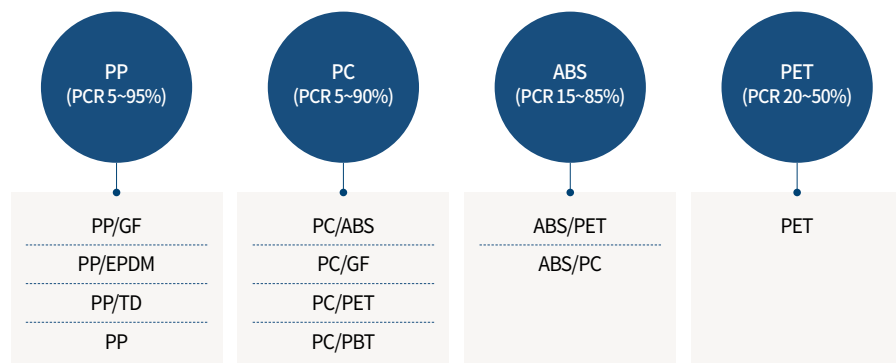 PP
(PCR 5~95%)
PP/GF
PP/EPDM
PP/TD
PP
PC
(PCR 5~90%)
PC/ABS
PC/GF
PC/PET
PC/PBT
ABS
(PCR 15~85%)
ABS/PET
ABS/PC
PET
(PCR 20~50%)
PET